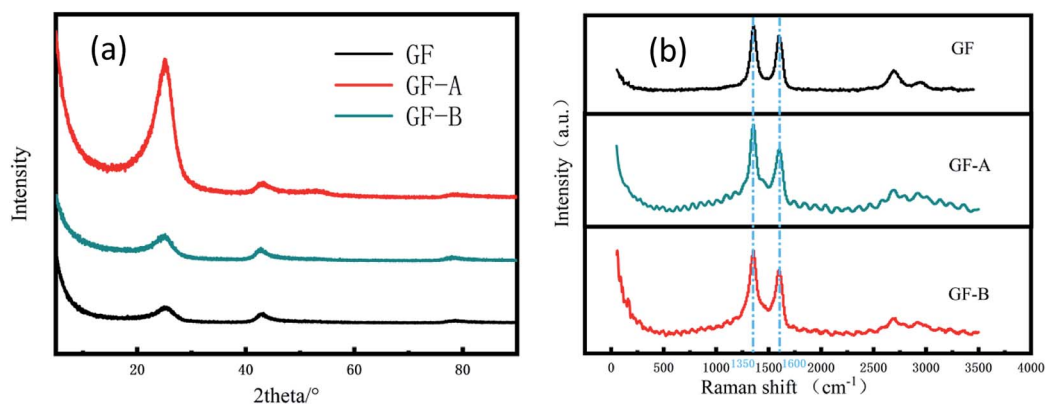 (a)
GF
GF-A
GF-B
Intensity
20
40
60
80
2theta/°
(b)
GF
GF-A
GF-B
Intensity（a.u.）
0
500
1000
1350
1500
1600
2000
2500
3000
3500
4000
Raman shift （cm-1）